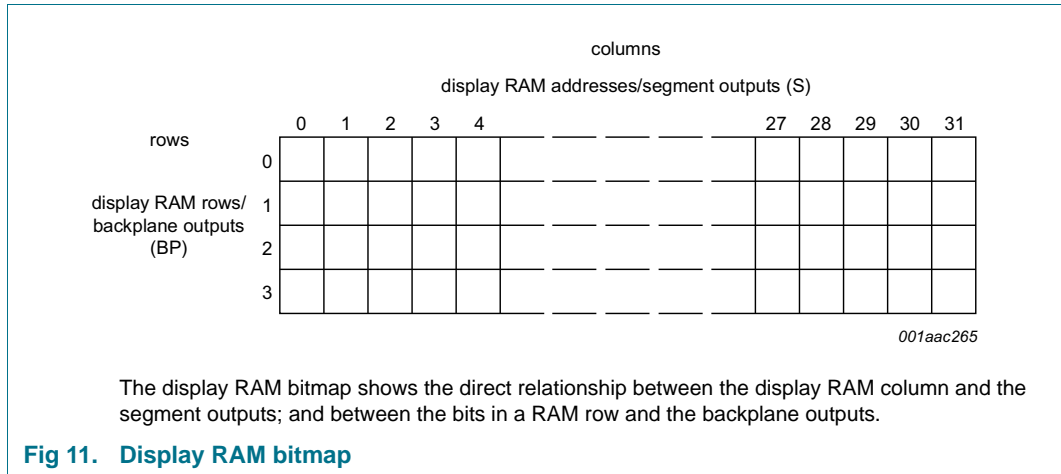 columns
display RAM addresses/segment outputs (S)
0 1 2 3 4 27 28 29 30 31
rows
0
display RAM rows/
backplane outputs
(BP)
1
2
3
001aac265
The display RAM bitmap shows the direct relationship between the display RAM column and the
segment outputs; and between the bits in a RAM row and the backplane outputs.
Fig 11. Display RAM bitmap